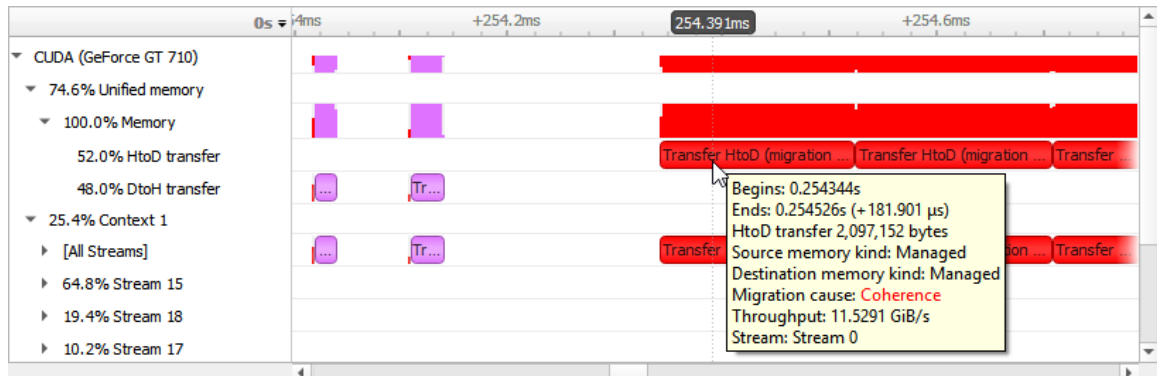 0s 4ms +254.2ms 254.391ms +254.6ms
CUDA (GeForce GT 710)
74.6% Unified memory
100.0% Memory
52.0% HtoD transfer
Transfer HtoD (migration ... Transfer HtoD (migration ... Transfer ...
48.0% DtoH transfer
... Tr...
25.4% Context 1
[All Streams]
... Tr... Transfer ion ... Transfer ...
64.8% Stream 15
19.4% Stream 18
10.2% Stream 17
Begins: 0.254344s
Ends: 0.254526s (+181.901 μs)
HtoD transfer 2,097,152 bytes
Source memory kind: Managed
Destination memory kind: Managed
Migration cause: Coherence
Throughput: 11.5291 GiB/s
Stream: Stream 0